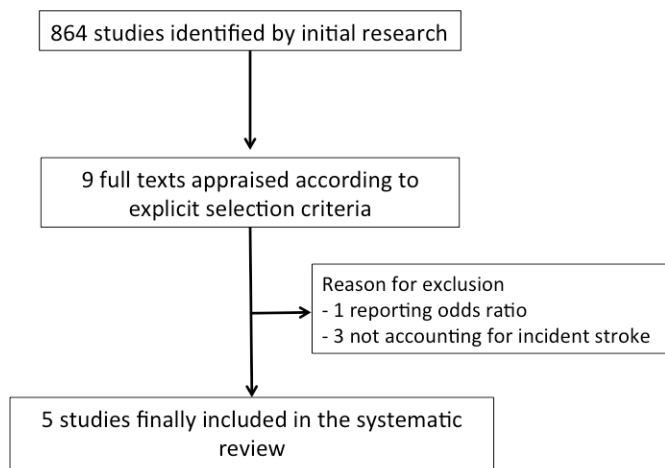 864 studies identified by initial research
9 full texts appraised according to
explicit selection criteria
Reason for exclusion
- 1 reporting odds ratio
- 3 not accounting for incident stroke
5 studies finally included in the systematic
review